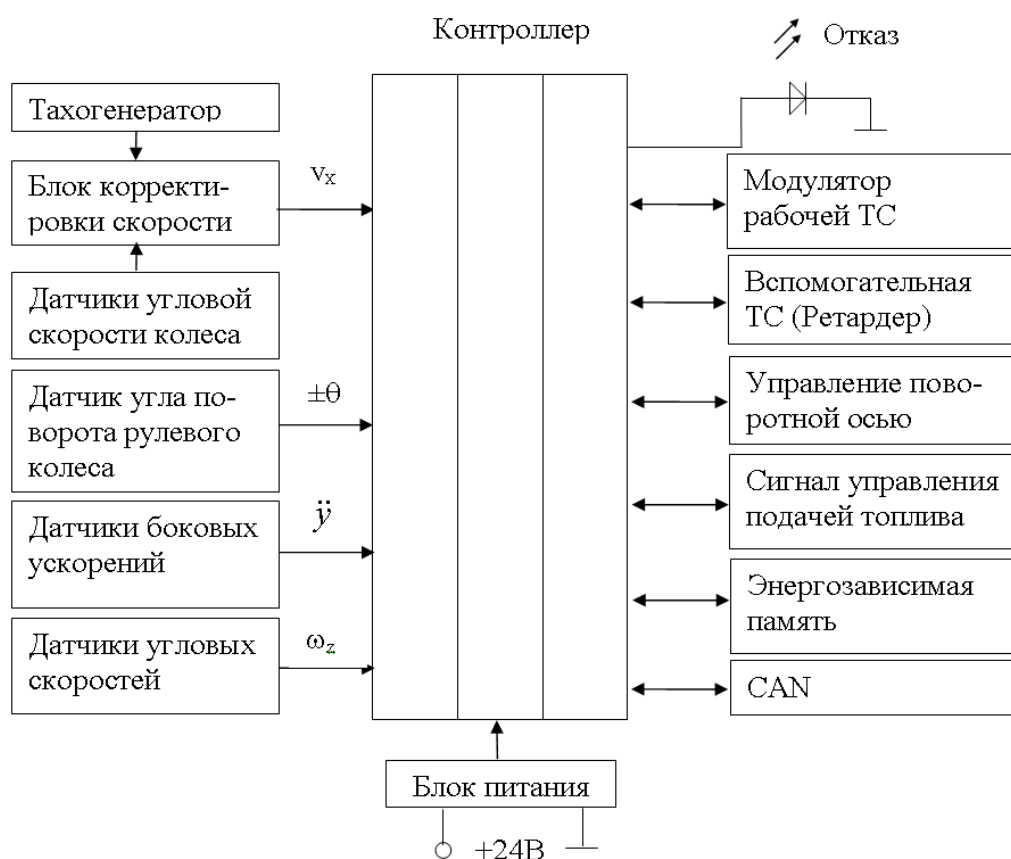 Контроллер
Отказ
Тахогенератор
Блок корректи-
ровки скорости
v_x
Датчики угловой
скорости колеса
Датчик угла по-
ворота рулевого
колеса
±θ
Датчики боковых
ускорений
ÿ
Датчики угловых
скоростей
ω_z
Модулятор
рабочей ТС
Вспомогательная
ТС (Ретардер)
Управление пово-
ротной осью
Сигнал управления
подачей топлива
Энергозависимая
память
CAN
Блок питания
+24В